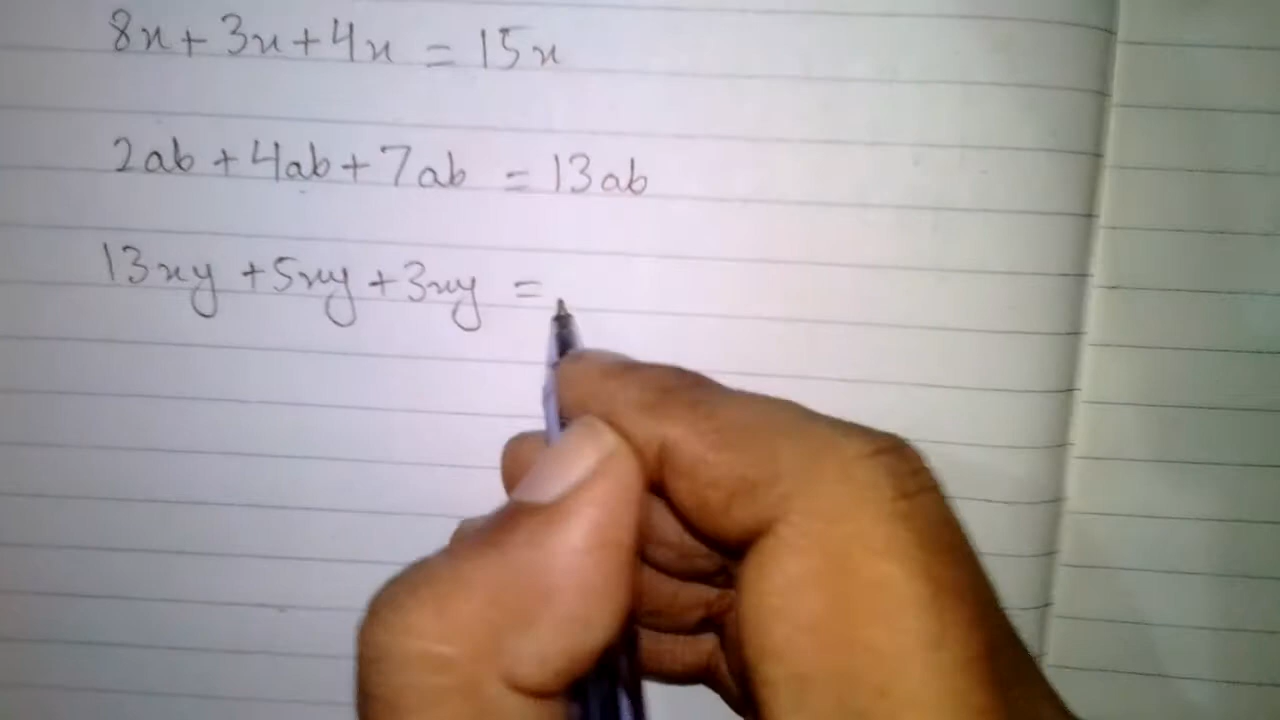 8x + 3x + 4x = 15x
2ab + 4ab + 7ab = 13ab
13xy + 5xy + 3xy =